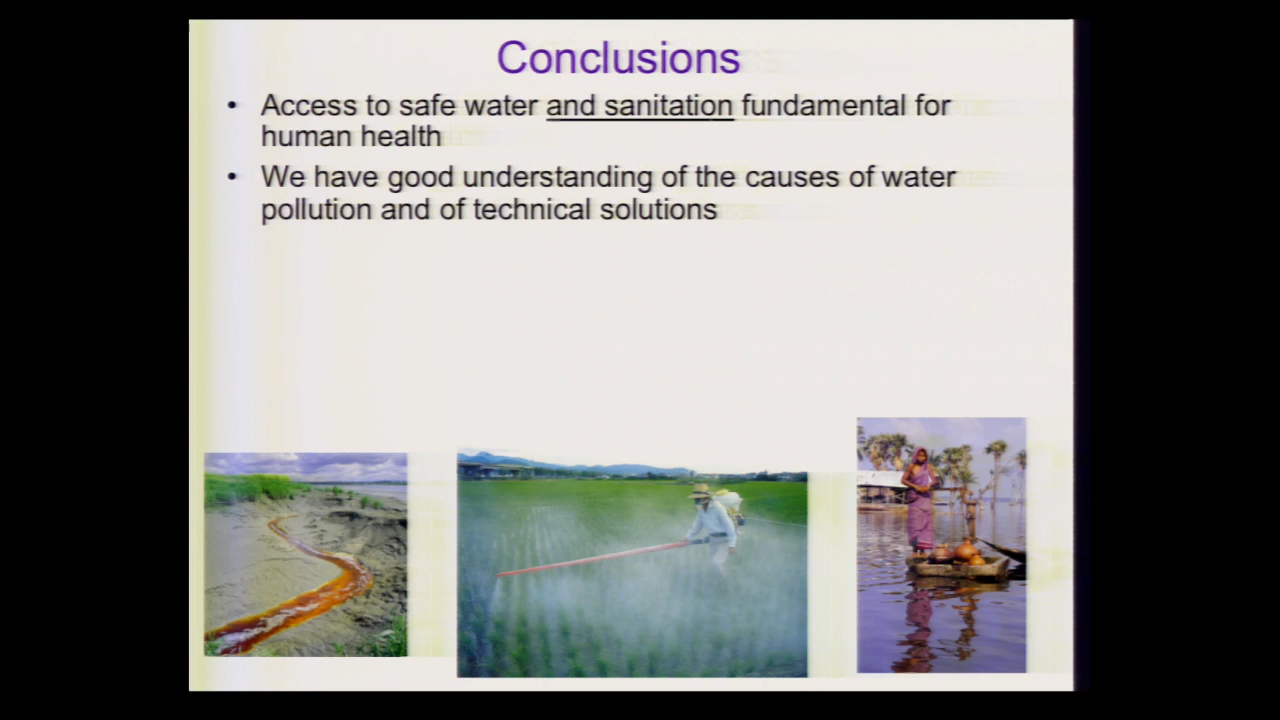 Conclusions
• Access to safe water and sanitation fundamental for
human health
• We have good understanding of the causes of water
pollution and of technical solutions